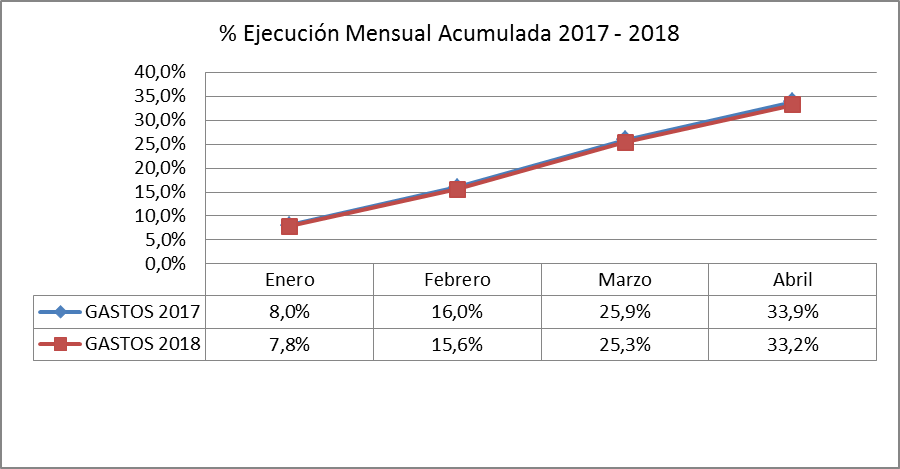 % Ejecución Mensual Acumulada 2017 - 2018
40,0%
35,0%
30,0%
25,0%
20,0%
15,0%
10,0%
5,0%
0,0%
Enero Febrero Marzo Abril
GASTOS 2017 8,0% 16,0% 25,9% 33,9%
GASTOS 2018 7,8% 15,6% 25,3% 33,2%